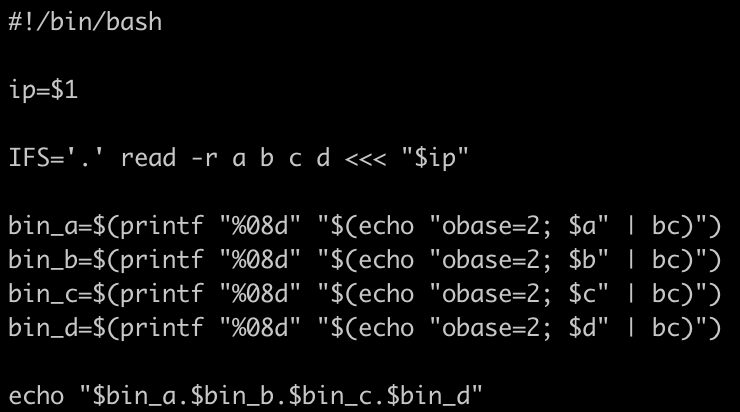 #!/bin/bash

ip=$1

IFS='.' read -r a b c d <<< "$ip"

bin_a=$(printf "%08d" "$(echo "obase=2; $a" | bc)")
bin_b=$(printf "%08d" "$(echo "obase=2; $b" | bc)")
bin_c=$(printf "%08d" "$(echo "obase=2; $c" | bc)")
bin_d=$(printf "%08d" "$(echo "obase=2; $d" | bc)")

echo "$bin_a.$bin_b.$bin_c.$bin_d"